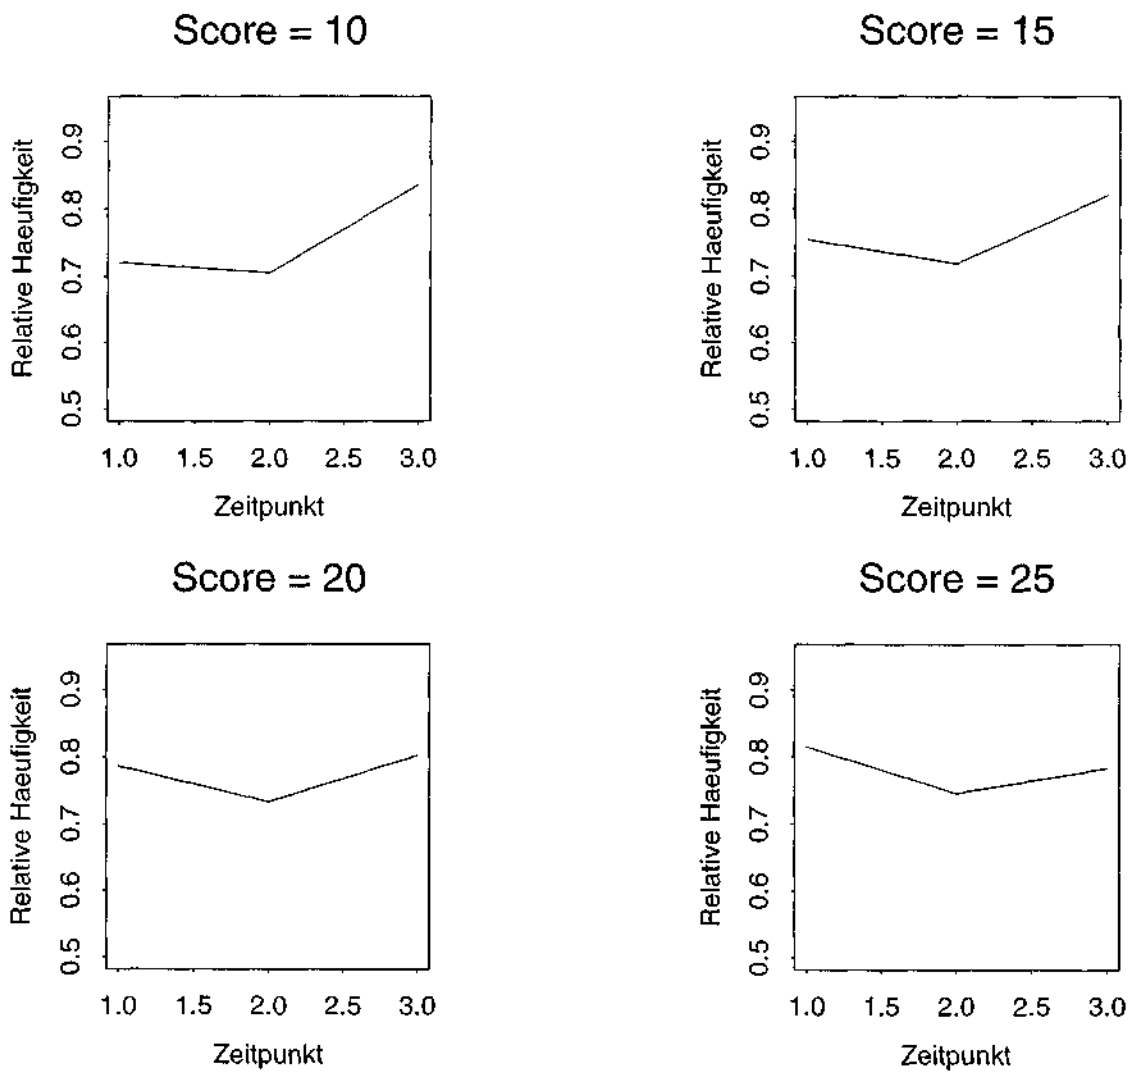 Score = 10
Relative Haeufigkeit
0.9
0.8
0.7
0.6
0.5
1.0 1.5 2.0 2.5 3.0
Zeitpunkt
Score = 15
Relative Haeufigkeit
0.9
0.8
0.7
0.6
0.5
1.0 1.5 2.0 2.5 3.0
Zeitpunkt
Score = 20
Relative Haeufigkeit
0.9
0.8
0.7
0.6
0.5
1.0 1.5 2.0 2.5 3.0
Zeitpunkt
Score = 25
Relative Haeufigkeit
0.9
0.8
0.7
0.6
0.5
1.0 1.5 2.0 2.5 3.0
Zeitpunkt